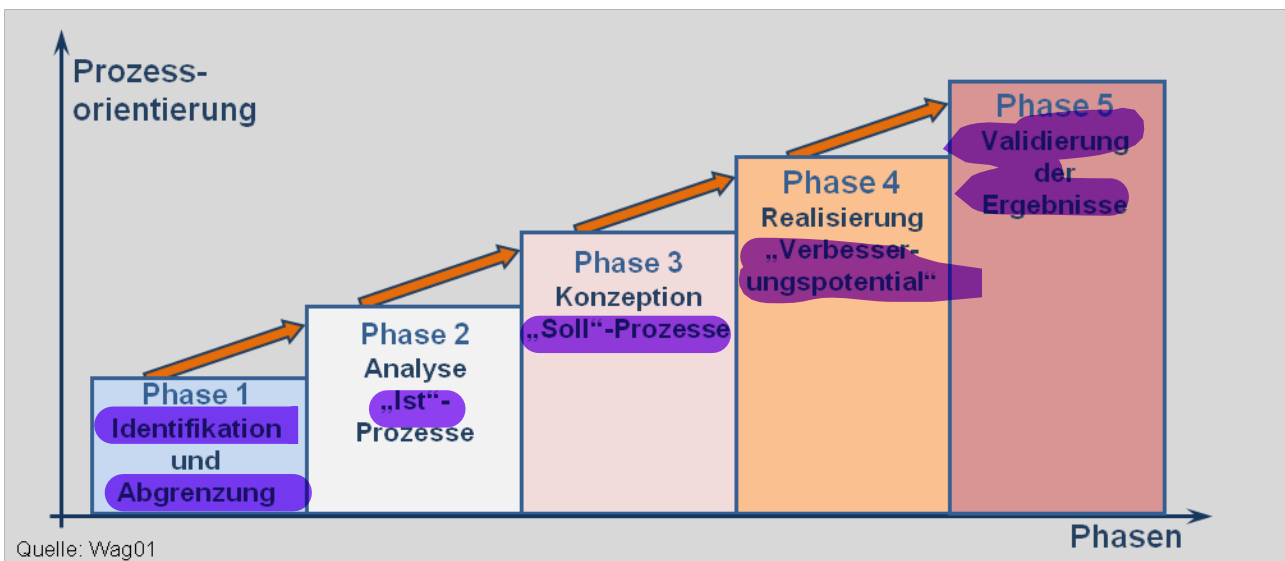 Prozess-
orientierung
Phase 1
Identifikation
und
Abgrenzung
Phase 2
Analyse
„Ist“-
Prozesse
Phase 3
Konzeption
„Soll“-Prozesse
Phase 4
Realisierung
„Verbesser-
ungspotential“
Phase 5
Validierung
der
Ergebnisse
Phasen
Quelle: Wag01